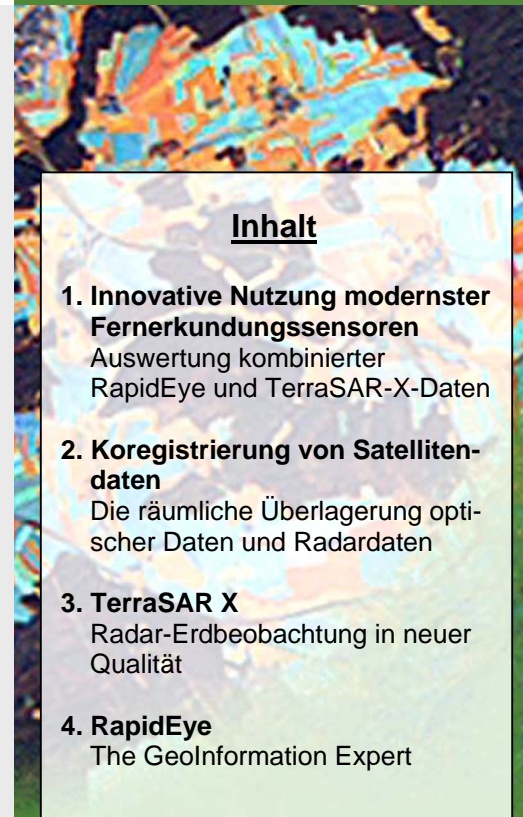 Inhalt
1. Innovative Nutzung modernster
Fernerkundungssensoren
Auswertung kombinierter
RapidEye und TerraSAR-X-Daten
2. Koregistrierung von Satelliten-
daten
Die räumliche Überlagerung opti-
scher Daten und Radardaten
3. TerraSAR X
Radar-Erdbeobachtung in neuer
Qualität
4. RapidEye
The GeoInformation Expert